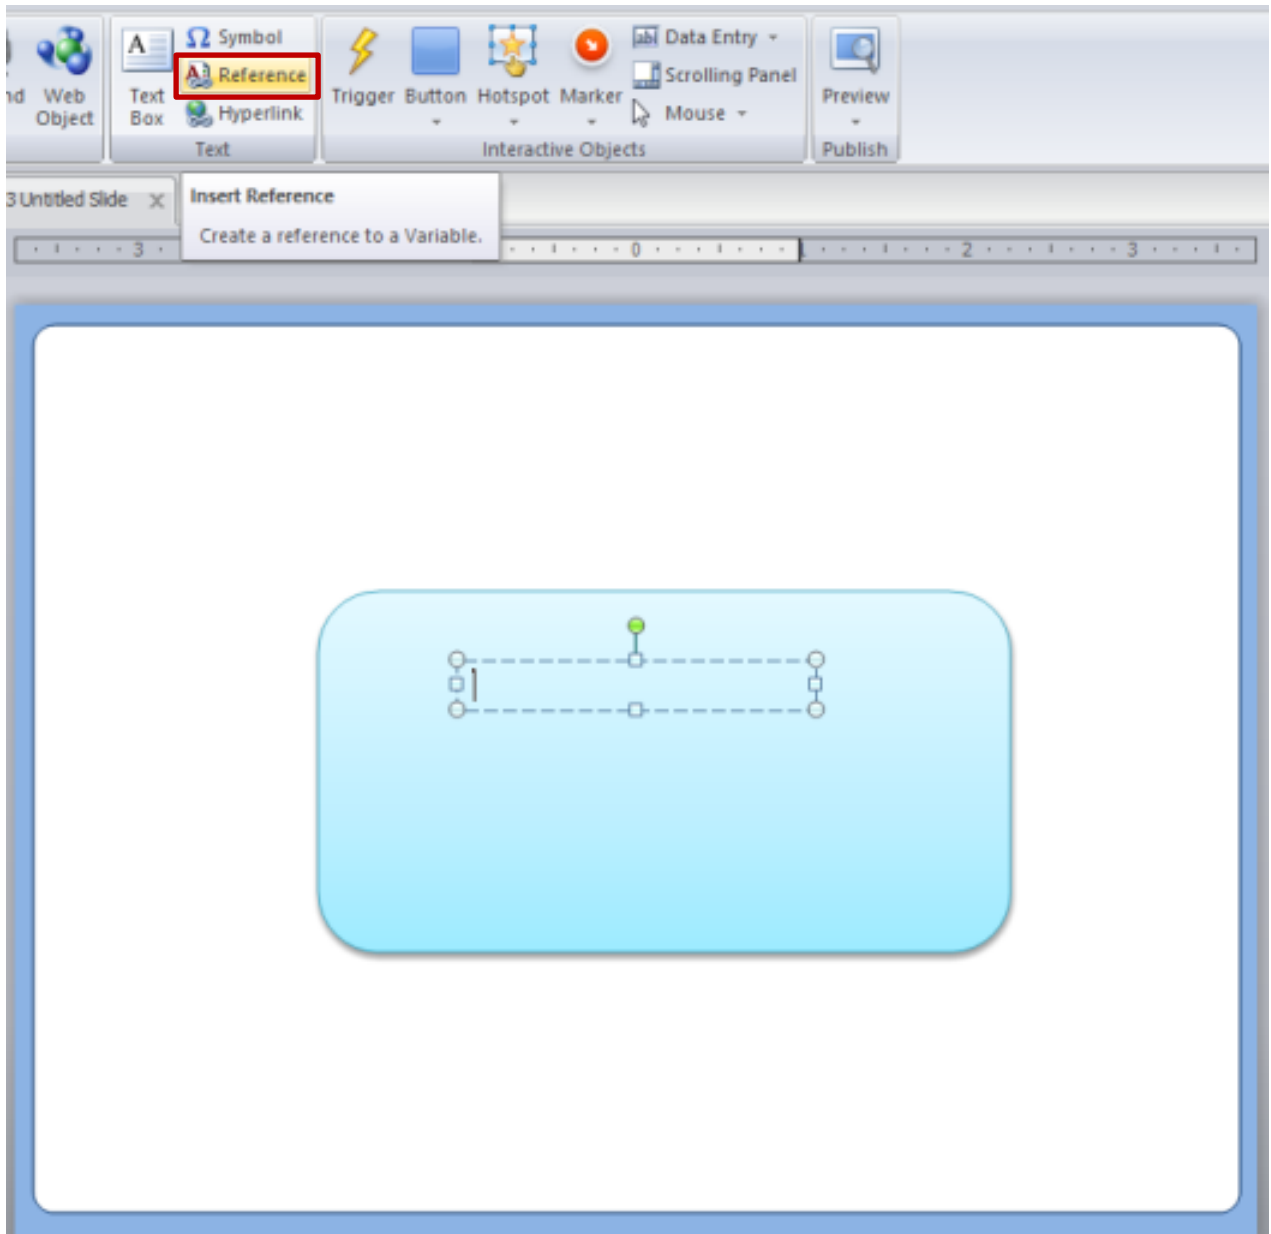 Symbol
Reference
Hyperlink
nd
Web Object
Text Box
Text
Trigger
Button
Hotspot
Marker
Data Entry
Scrolling Panel
Mouse
Interactive Objects
Preview
Publish
3 Untitled Slide
Insert Reference
Create a reference to a Variable.
3 0 2 3